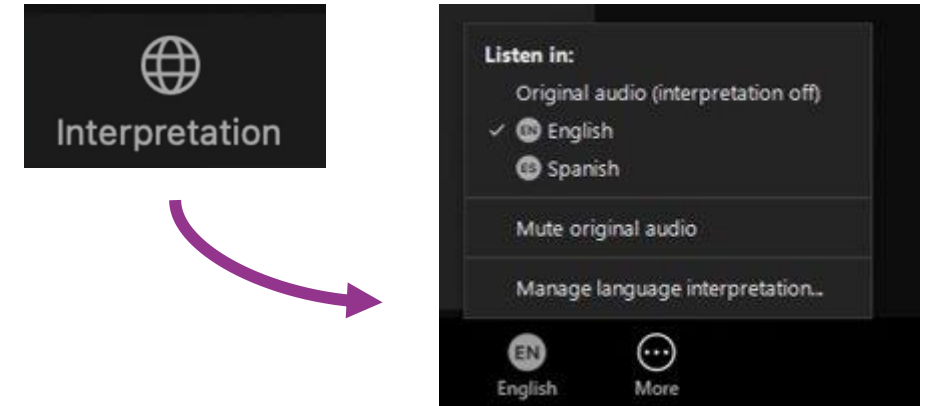 Interpretation
Listen in:
Original audio (interpretation off)
EN English
ES Spanish
Mute original audio
Manage language interpretation...
EN
English
More